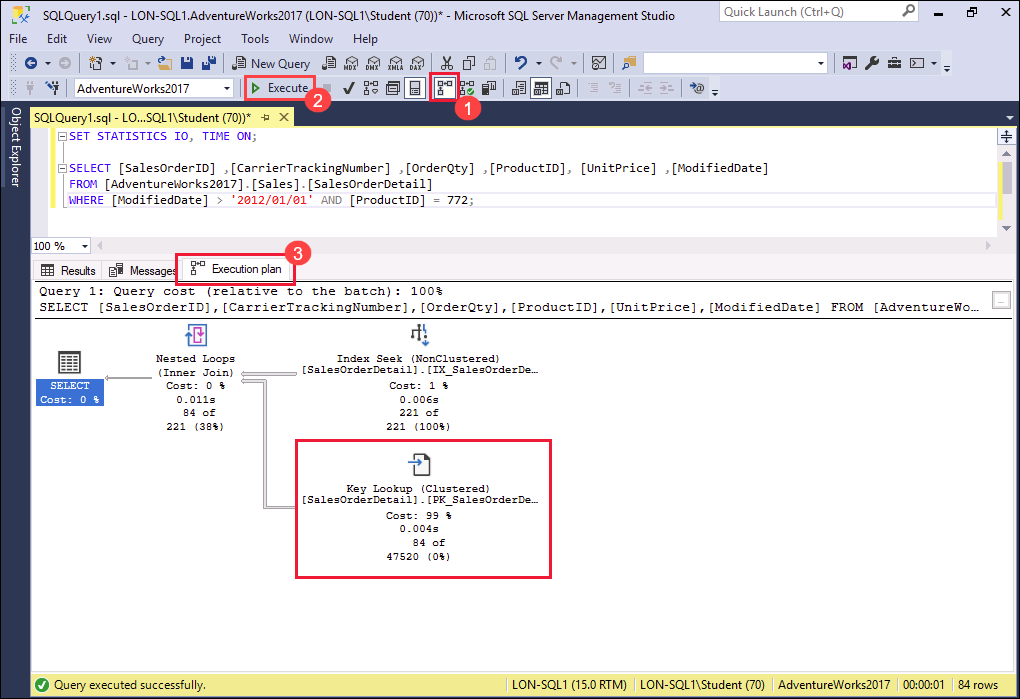 SQLQuery1.sql - LON-SQL1.AdventureWorks2017 (LON-SQL1\Student (70))* - Microsoft SQL Server Management Studio
Quick Launch (Ctrl+Q)
File Edit View Query Project Tools Window Help
New Query
MDX DMX XMLA DAX
AdventureWorks2017
Execute
2
1
Object Explorer
SQLQuery1.sql - LO...SQL1\Student (70))*
SET STATISTICS IO, TIME ON;
SELECT [SalesOrderID] ,[CarrierTrackingNumber] ,[OrderQty] ,[ProductID], [UnitPrice] ,[ModifiedDate]
FROM [AdventureWorks2017].[Sales].[SalesOrderDetail]
WHERE [ModifiedDate] > '2012/01/01' AND [ProductID] = 772;
100 %
3
Results Messages Execution plan
Query 1: Query cost (relative to the batch): 100%
SELECT [SalesOrderID],[CarrierTrackingNumber],[OrderQty],[ProductID],[UnitPrice],[ModifiedDate] FROM [AdventureWo…
...
SELECT
Cost: 0 %
Nested Loops
(Inner Join)
Cost: 0 %
0.011s
84 of
221 (38%)
Index Seek (NonClustered)
[SalesOrderDetail].[IX_SalesOrderDe…
Cost: 1 %
0.006s
221 of
221 (100%)
Key Lookup (Clustered)
[SalesOrderDetail].[PK_SalesOrderDe…
Cost: 99 %
0.004s
84 of
47520 (0%)
Query executed successfully.
LON-SQL1 (15.0 RTM) LON-SQL1\Student (70) AdventureWorks2017 00:00:01 84 rows